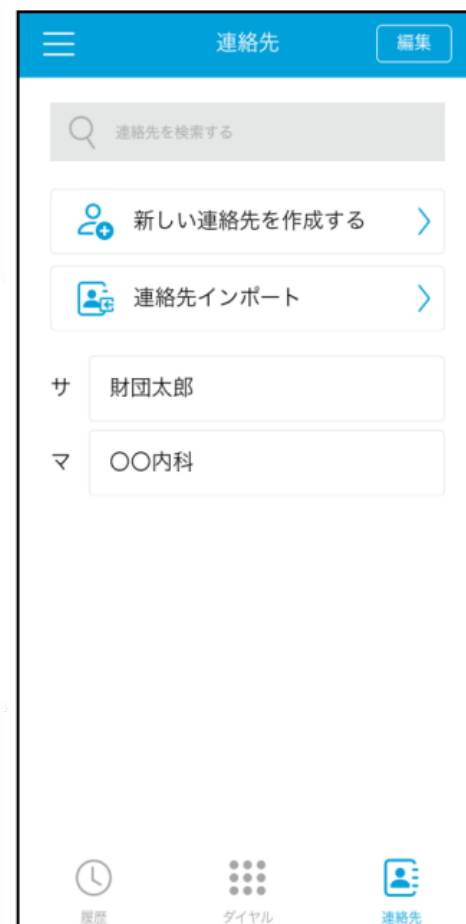 連絡先
編集
連絡先を検索する
新しい連絡先を作成する
連絡先インポート
サ
財団太郎
マ
〇〇内科
履歴
ダイヤル
連絡先